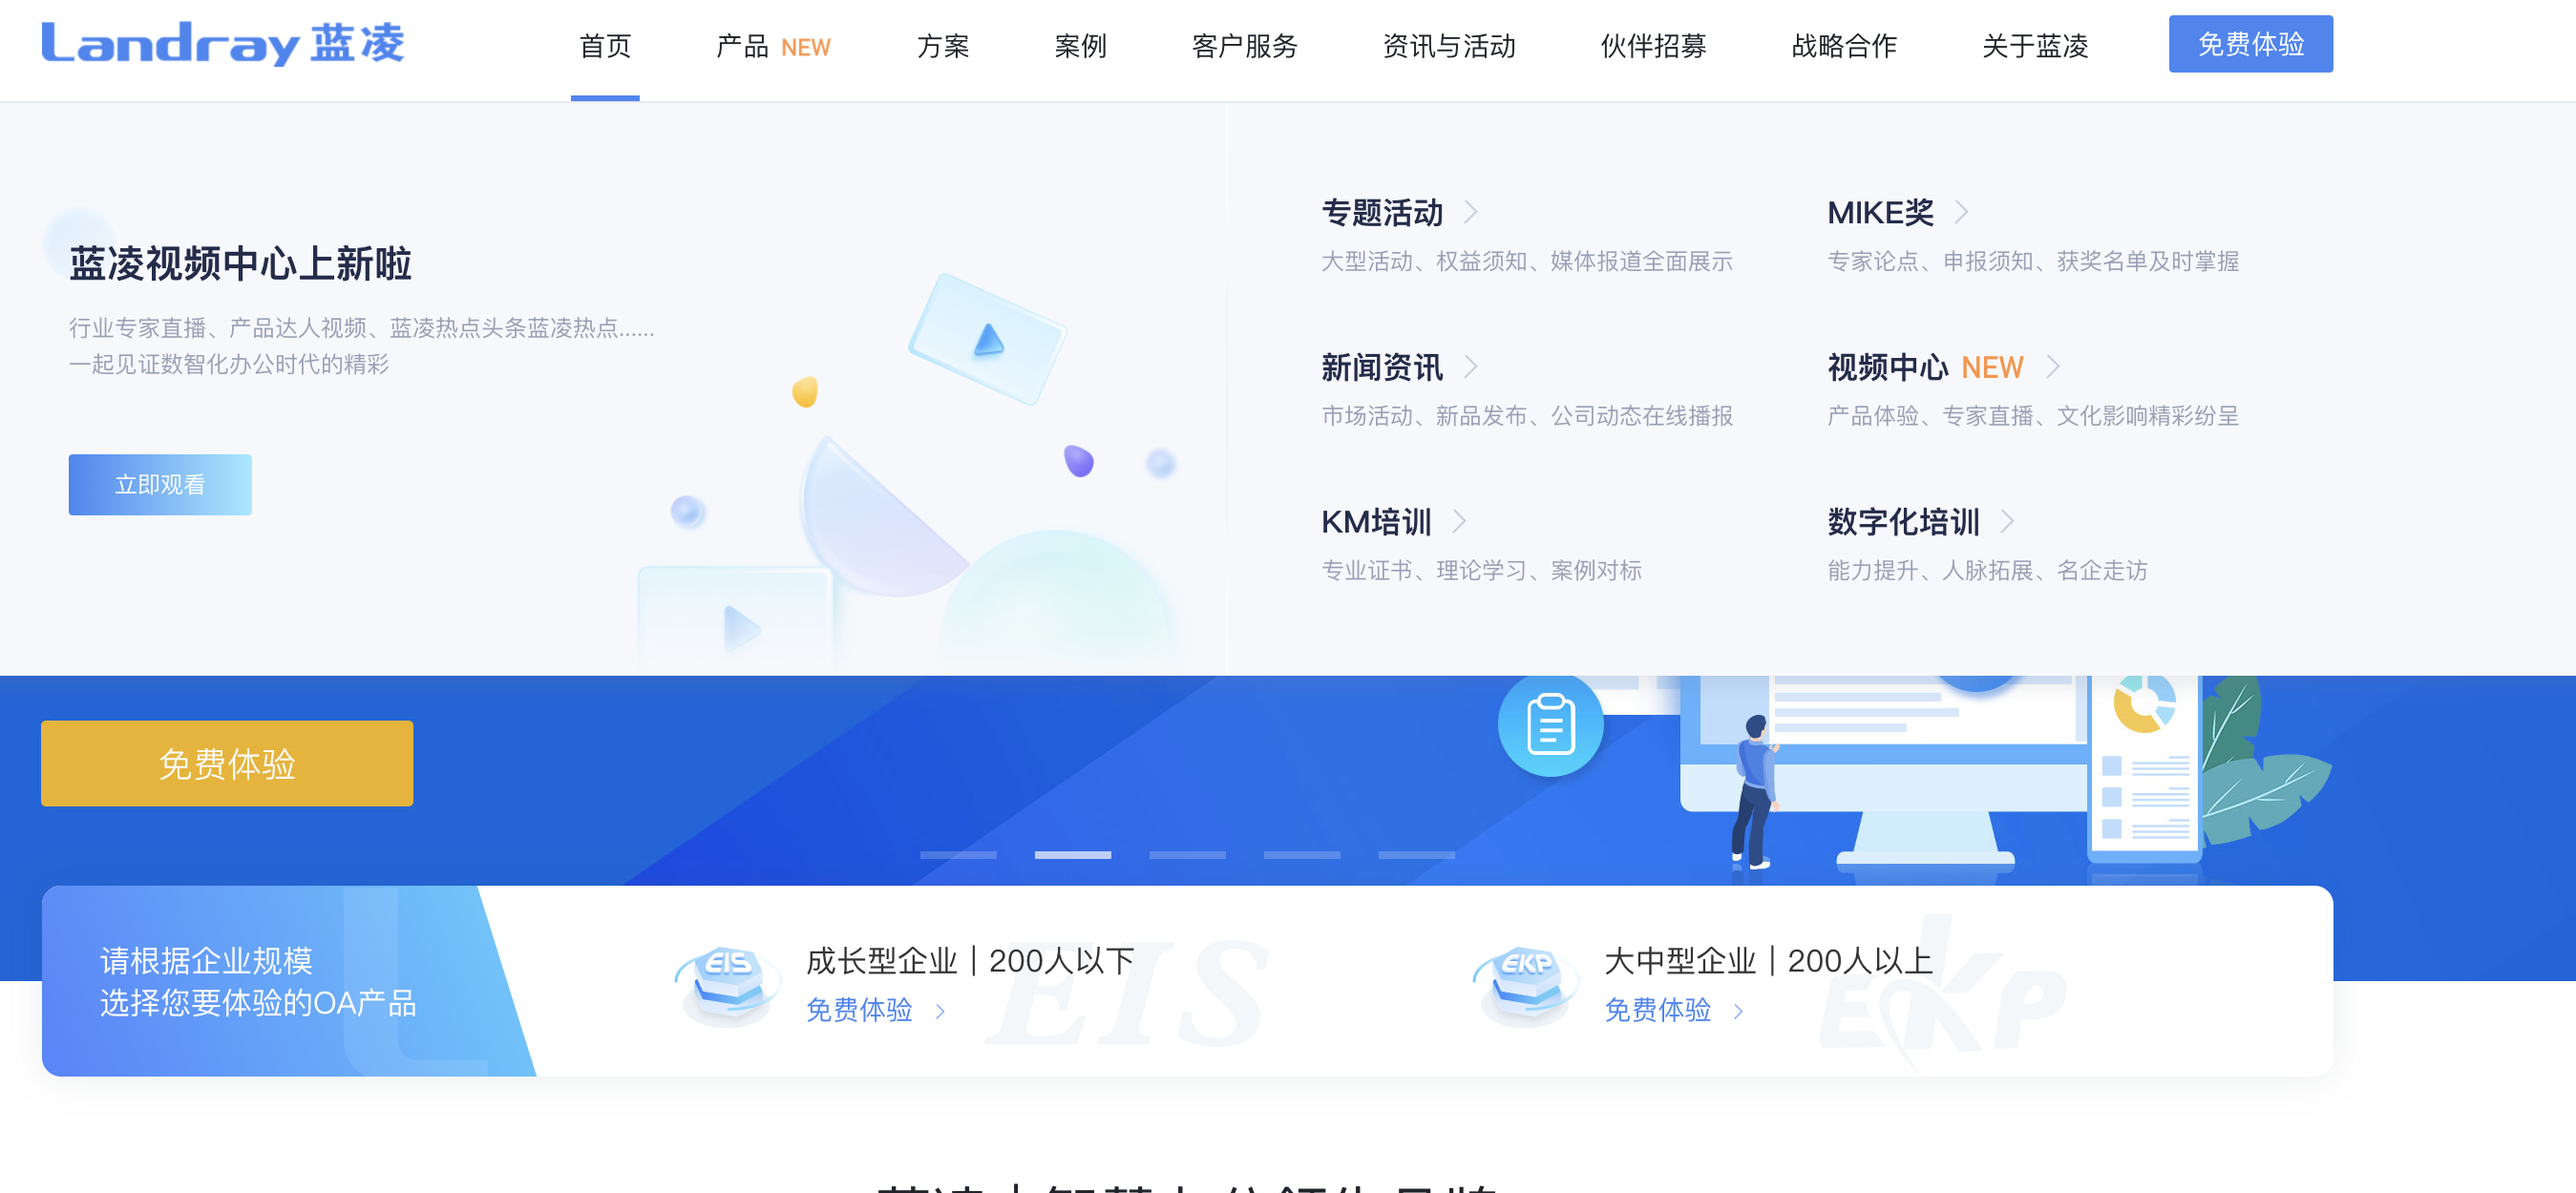 Landray 蓝凌
首页
产品 NEW
方案
案例
客户服务
资讯与活动
伙伴招募
战略合作
关于蓝凌
免费体验
蓝凌视频中心上新啦
行业专家直播、产品达人视频、蓝凌热点头条蓝凌热点......
一起见证数智化办公时代的精彩
立即观看
专题活动
大型活动、权益须知、媒体报道全面展示
MIKE奖
专家论点、申报须知、获奖名单及时掌握
新闻资讯
市场活动、新品发布、公司动态在线播报
视频中心 NEW
产品体验、专家直播、文化影响精彩纷呈
KM培训
专业证书、理论学习、案例对标
数字化培训
能力提升、人脉拓展、名企走访
免费体验
请根据企业规模
选择您要体验的OA产品
EIS
成长型企业｜200人以下
免费体验
EIS
EKP
大中型企业｜200人以上
免费体验
EKP